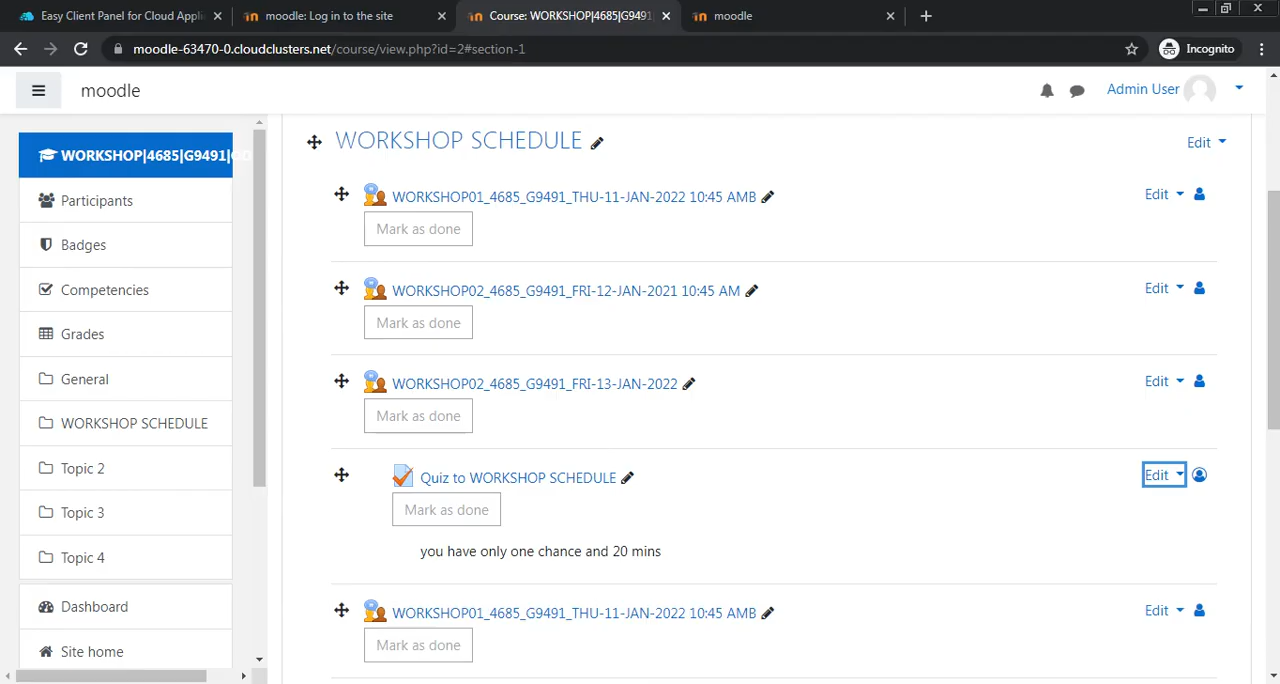 Easy Client Panel for Cloud Appli
moodle: Log in to the site
Course: WORKSHOP|4685|G9491|
moodle
moodle-63470-0.cloudclusters.net/course/view.php?id=2#section-1
Incognito
moodle
Admin User
WORKSHOP|4685|G9491|
Participants
Badges
Competencies
Grades
General
WORKSHOP SCHEDULE
Topic 2
Topic 3
Topic 4
Dashboard
Site home
WORKSHOP SCHEDULE
Edit
WORKSHOP01_4685_G9491_THU-11-JAN-2022 10:45 AMB
Edit
Mark as done
WORKSHOP02_4685_G9491_FRI-12-JAN-2021 10:45 AM
Edit
Mark as done
WORKSHOP02_4685_G9491_FRI-13-JAN-2022
Edit
Mark as done
Quiz to WORKSHOP SCHEDULE
Edit
Mark as done
you have only one chance and 20 mins
WORKSHOP01_4685_G9491_THU-11-JAN-2022 10:45 AMB
Edit
Mark as done